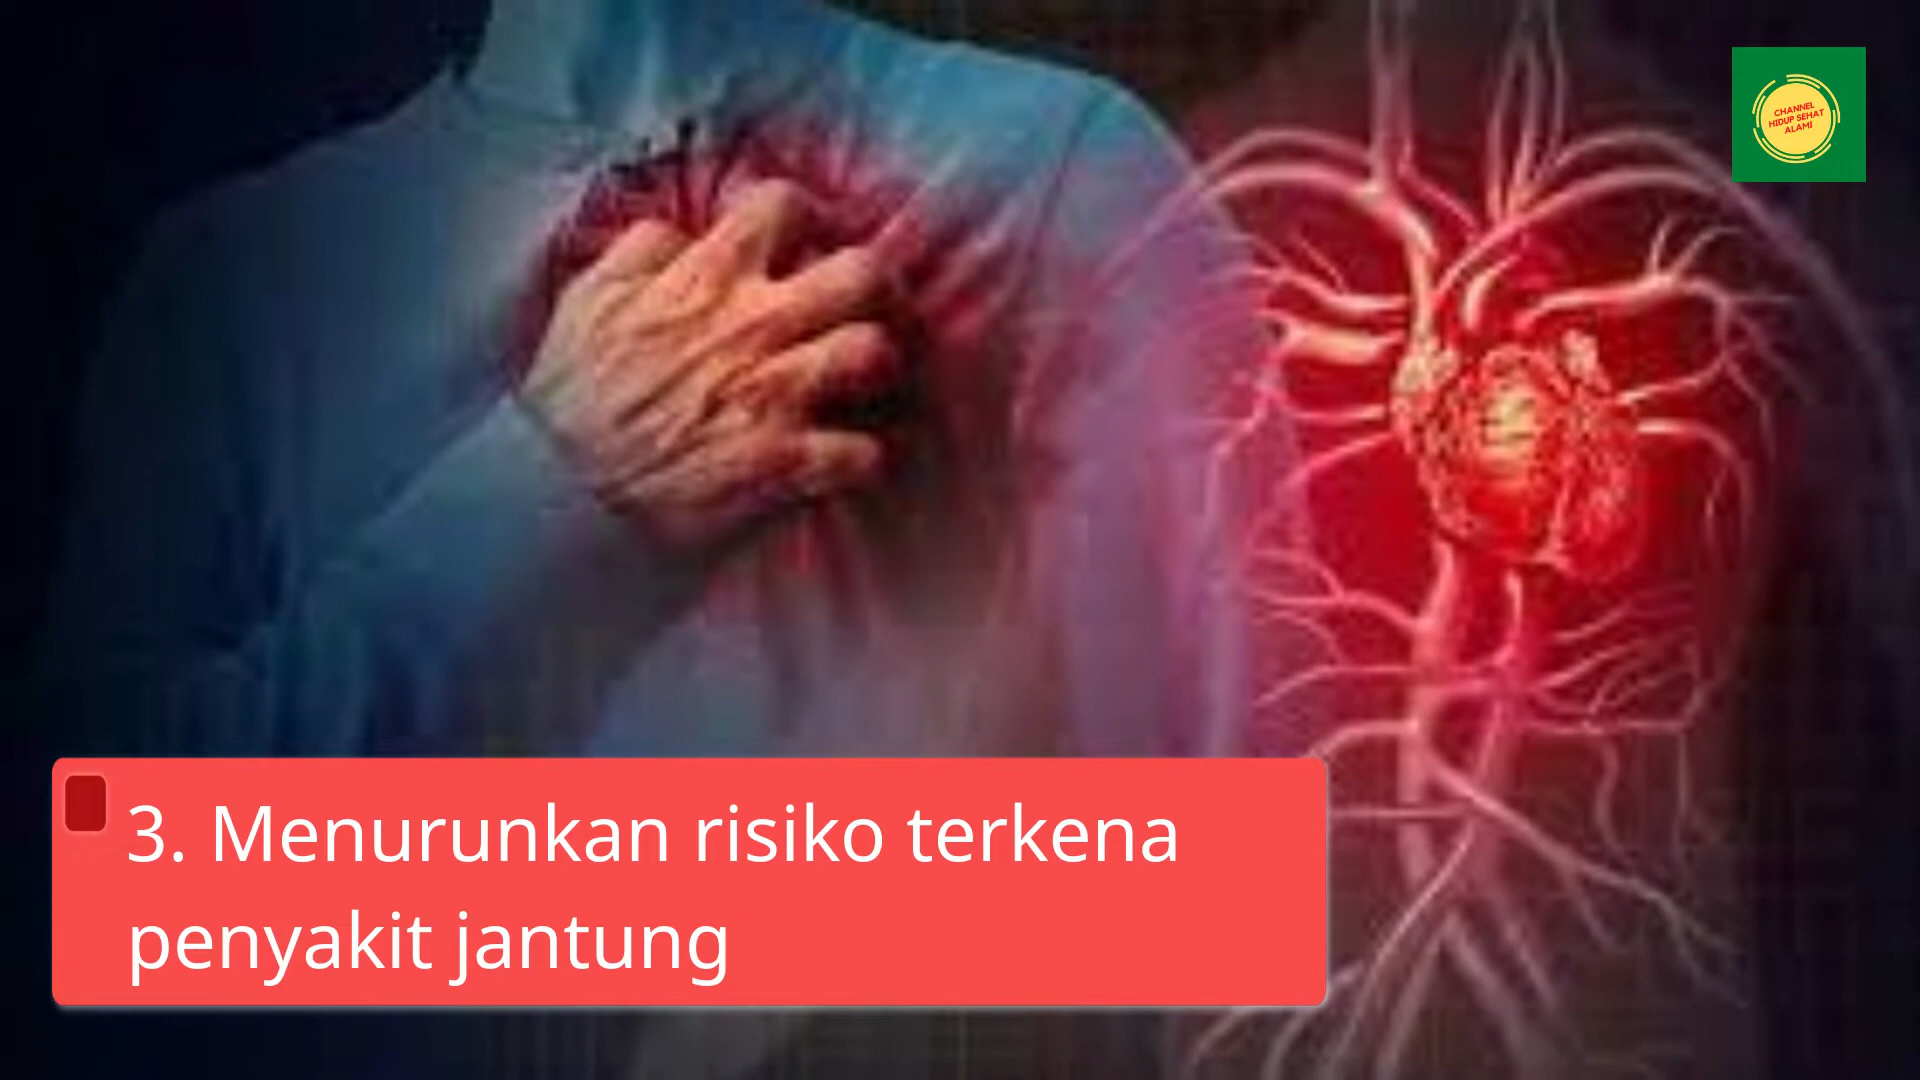 CHANNEL
HIDUP SEHAT
ALAMI
3. Menurunkan risiko terkena
penyakit jantung